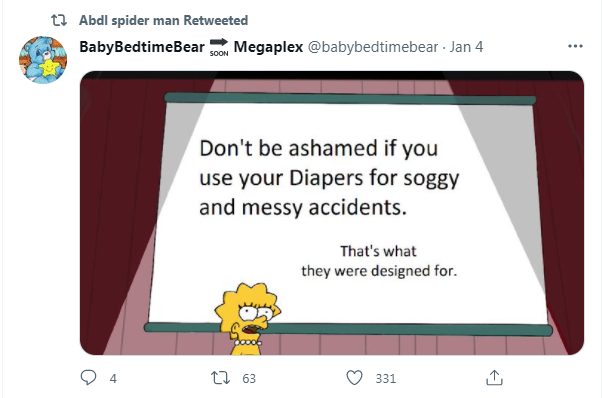 Abdl spider man Retweeted
BabyBedtimeBear SOON Megaplex @babybedtimebear · Jan 4
Don't be ashamed if you
use your Diapers for soggy
and messy accidents.
That's what
they were designed for.
4 63 331